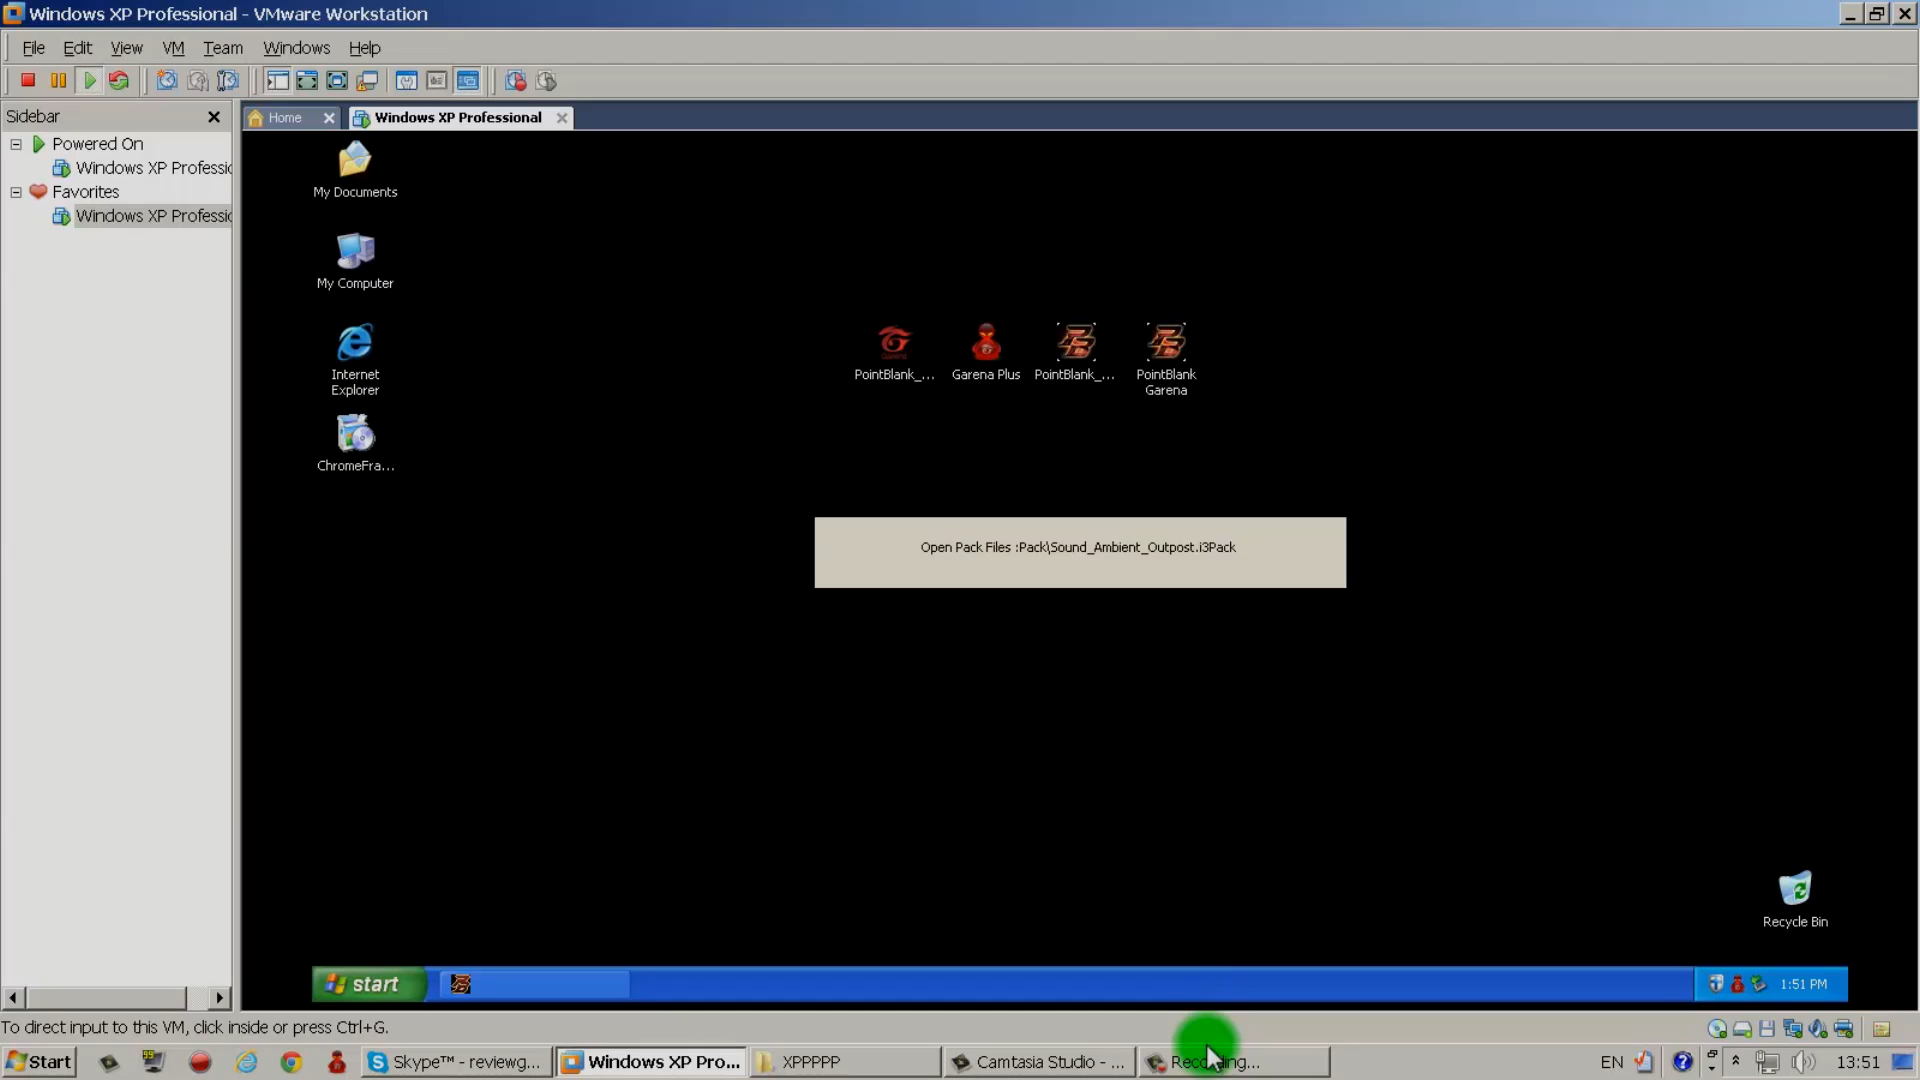 Windows XP Professional - VMware Workstation
File Edit View VM Team Windows Help
Sidebar
Home
Windows XP Professional
Powered On
Windows XP Professio
Favorites
Windows XP Professio
My Documents
My Computer
Internet
Explorer
ChromeFra...
PointBlank_...
Garena Plus
PointBlank_...
PointBlank
Garena
Open Pack Files :Pack\Sound_Ambient_Outpost.i3Pack
Recycle Bin
start
1:51 PM
To direct input to this VM, click inside or press Ctrl+G.
Start
Skype™ - reviewg...
Windows XP Pro...
XPPPPP
Camtasia Studio - ...
Recording...
EN
13:51